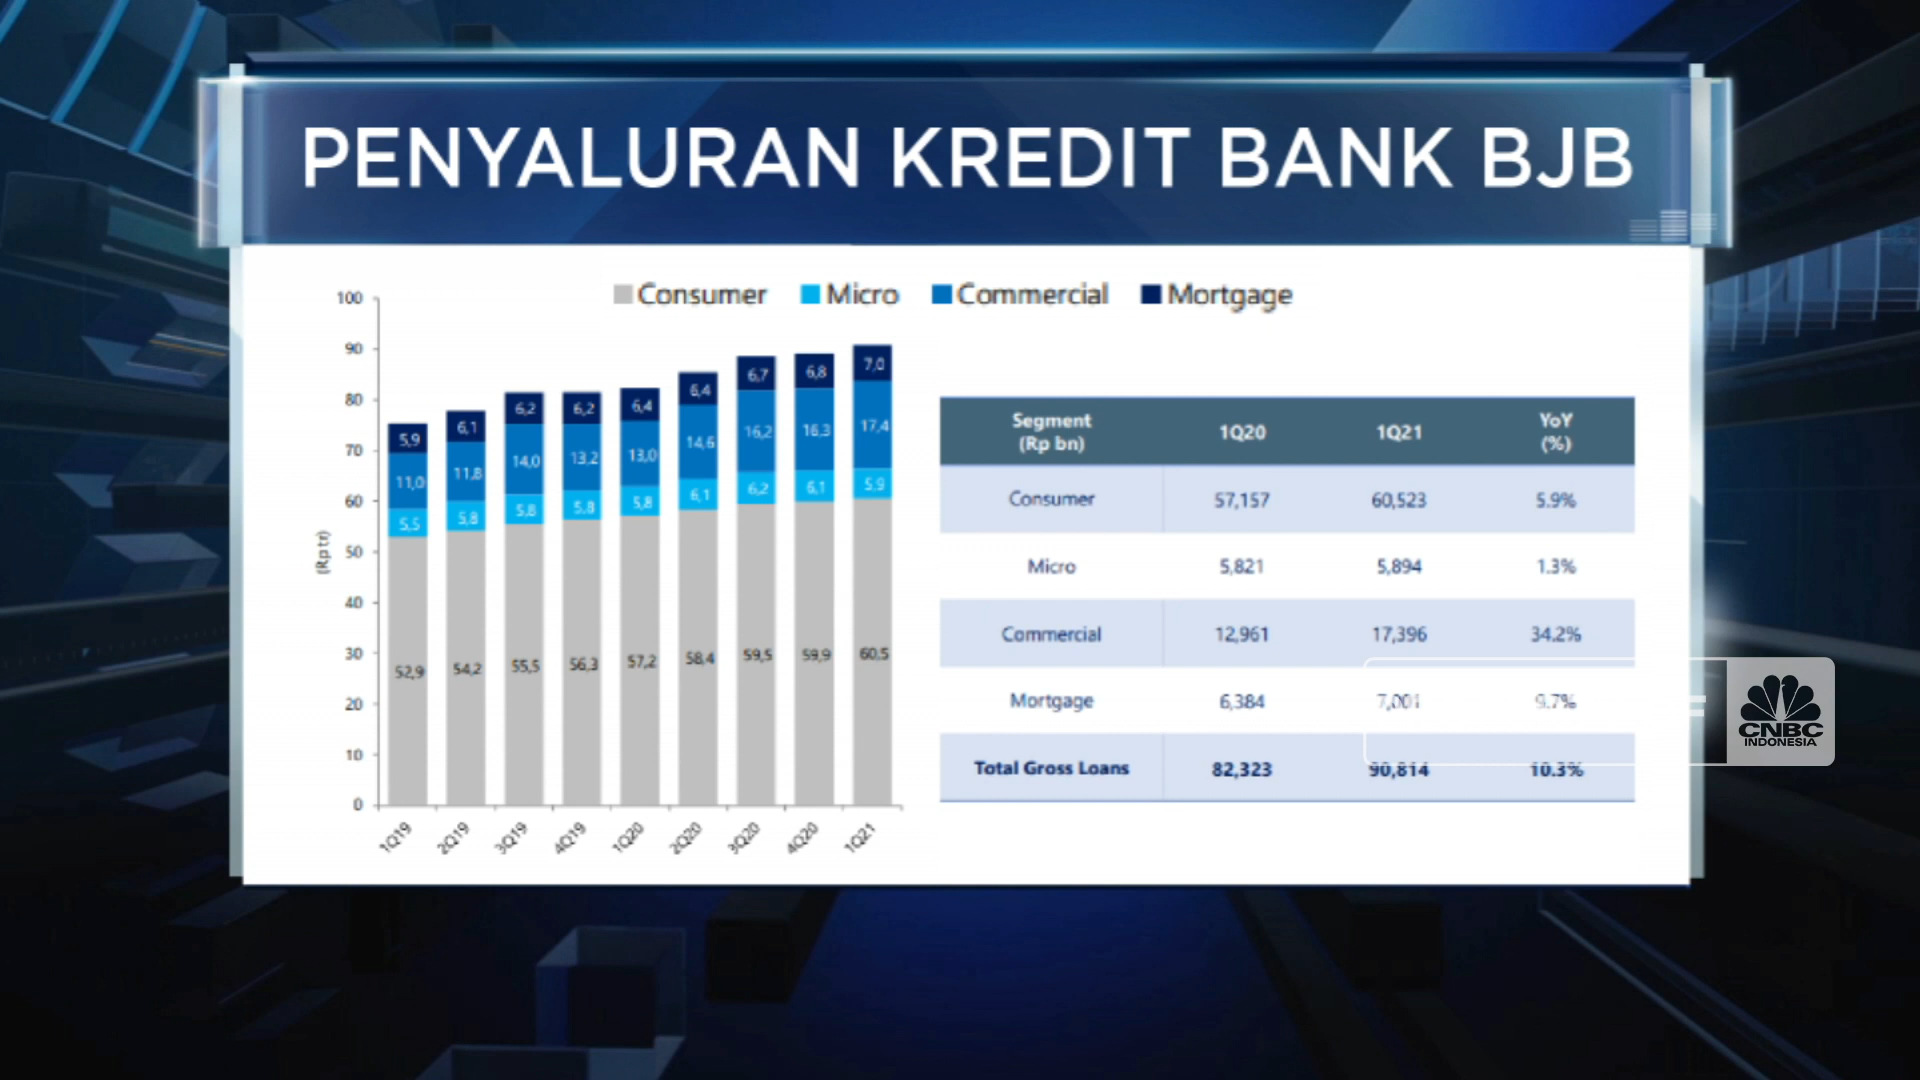 PENYALURAN KREDIT BANK BJB
Consumer Micro Commercial Mortgage
100
90
80
70
60
50
40
30
20
10
0
(Rp tr)
5,9 6,1 6,2 6,2 6,4 6,4 6,7 6,8 7,0
11,0 11,8 14,0 13,2 13,0 14,6 16,2 16,3 17,4
5,5 5,8 5,8 5,8 5,8 6,1 6,2 6,1 5,9
52,9 54,2 55,5 56,3 57,2 58,4 59,5 59,9 60,5
1Q19 2Q19 3Q19 4Q19 1Q20 2Q20 3Q20 4Q20 1Q21
Segment (Rp bn) 1Q20 1Q21 YoY (%)
Consumer 57,157 60,523 5.9%
Micro 5,821 5,894 1.3%
Commercial 12,961 17,396 34.2%
Mortgage 6,384 7,001 9.7%
Total Gross Loans 82,323 90,814 10.3%
CNBC
INDONESIA